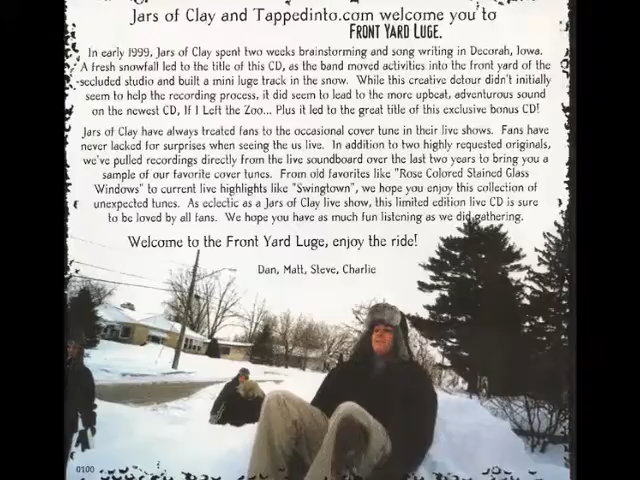 Jars of Clay and Tappedinto.com welcome you to
FRONT YARD LUGE.
In early 1999, Jars of Clay spent two weeks brainstorming and song writing in Decorah, Iowa.
A fresh snowfall led to the title of this CD, as the band moved activities into the front yard of the
secluded studio and built a mini luge track in the snow. While this creative detour didn't initially
seem to help the recording process, it did seem to lead to the more upbeat, adventurous sound
on the newest CD, If I Left the Zoo... Plus it led to the great title of this exclusive bonus CD!
Jars of Clay have always treated fans to the occasional cover tune in their live shows. Fans have
never lacked for surprises when seeing the us live. In addition to two highly requested originals,
we've pulled recordings directly from the live soundboard over the last two years to bring you a
sample of our favorite cover tunes. From old favorites like "Rose Colored Stained Glass
Windows" to current live highlights like "Swingtown", we hope you enjoy this collection of
unexpected tunes. As eclectic as a Jars of Clay live show, this limited edition live CD is sure
to be loved by all fans. We hope you have as much fun listening as we did gathering.
Welcome to the Front Yard Luge, enjoy the ride!
Dan, Matt, Steve, Charlie
0100